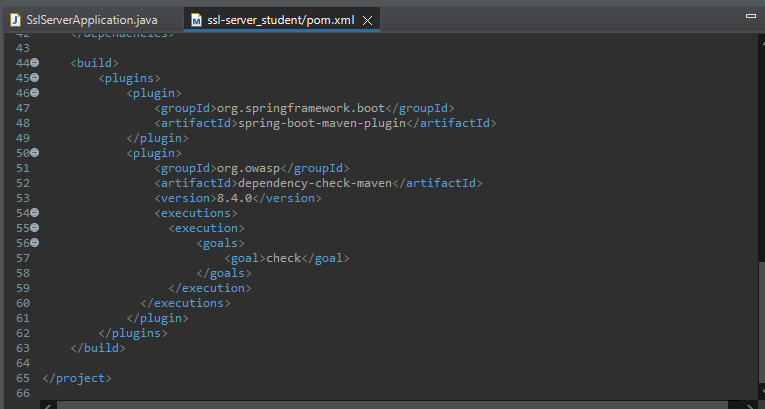 SslServerApplication.java ssl-server_student/pom.xml
42 </dependencies>
43
44 <build>
45 <plugins>
46 <plugin>
47 <groupId>org.springframework.boot</groupId>
48 <artifactId>spring-boot-maven-plugin</artifactId>
49 </plugin>
50 <plugin>
51 <groupId>org.owasp</groupId>
52 <artifactId>dependency-check-maven</artifactId>
53 <version>8.4.0</version>
54 <executions>
55 <execution>
56 <goals>
57 <goal>check</goal>
58 </goals>
59 </execution>
60 </executions>
61 </plugin>
62 </plugins>
63 </build>
64
65 </project>
66